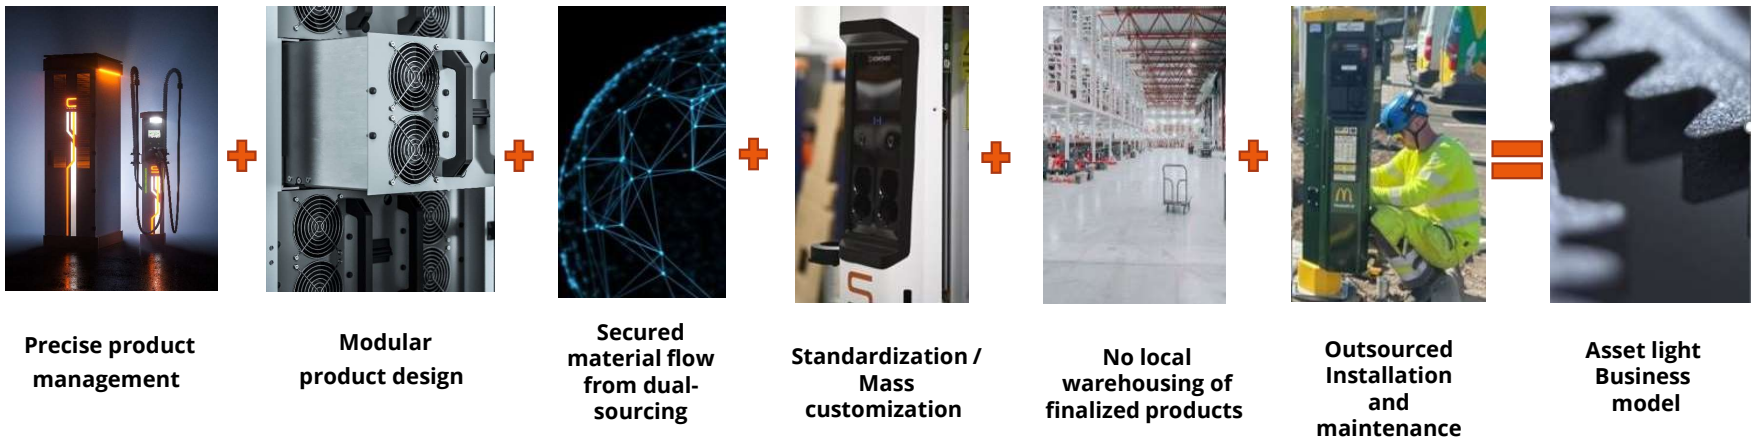 Precise product
management
Modular
product design
Secured
material flow
from dual-
sourcing
Standardization /
Mass
customization
No local
warehousing of
finalized products
Outsourced
Installation
and
maintenance
Asset light
Business
model